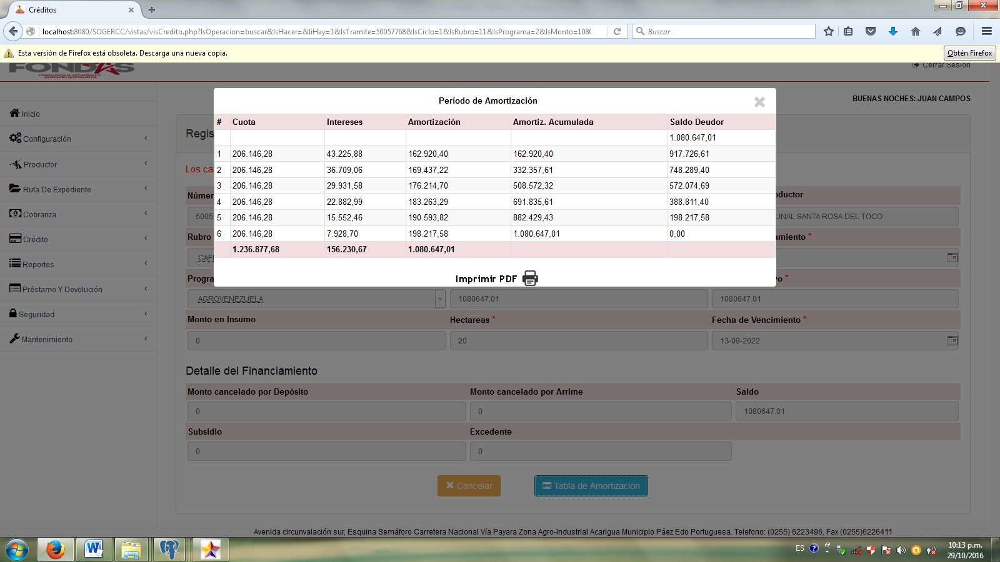 Créditos
localhost:8080/SOGERCC/vistas/visCredito.php?lsOperacion=buscar&lsHacer=&liHay=1&lsTramite=50057768&lsCiclo=1&lsRubro=11&lsPrograma=2&lsMonto=1080
Buscar
Esta versión de Firefox está obsoleta. Descarga una nueva copia.
Obtén Firefox
FONDAS
FONDO PARA EL DESARROLLO
AGRARIO SOCIALISTA
Cerrar Sesión
BUENAS NOCHES: JUAN CAMPOS
Inicio
Configuración
Productor
Ruta De Expediente
Cobranza
Crédito
Reportes
Préstamo Y Devolución
Seguridad
Mantenimiento
Período de Amortización
# Cuota Intereses Amortización Amortiz. Acumulada Saldo Deudor
1.080.647,01
1 206.146,28 43.225,88 162.920,40 162.920,40 917.726,61
2 206.146,28 36.709,06 169.437,22 332.357,61 748.289,40
3 206.146,28 29.931,58 176.214,70 508.572,32 572.074,69
4 206.146,28 22.882,99 183.263,29 691.835,61 388.811,40
5 206.146,28 15.552,46 190.593,82 882.429,43 198.217,58
6 206.146,28 7.928,70 198.217,58 1.080.647,01 0,00
1.236.877,68 156.230,67 1.080.647,01
Imprimir PDF
Regis
Los ca
Númer
oductor
5005
UNAL SANTA ROSA DEL TOCO
Rubro
miento *
CAF
Progra
vo *
AGROVENEZUELA 1080647.01 1080647.01
Monto en Insumo Hectareas * Fecha de Vencimiento *
0 20 13-09-2022
Detalle del Financiamiento
Monto cancelado por Depósito Monto cancelado por Arrime Saldo
0 0 1080647.01
Subsidio Excedente
0 0
Cancelar Tabla de Amortizacion
Avenida circunvalación sur, Esquina Semáforo Carretera Nacional Vía Payara Zona Agro-Industrial Acarigua Municipio Páez Edo Portuguesa. Telefono: (0255) 6223496, Fax (0255)6226411
ES
10:13 p.m.
29/10/2016